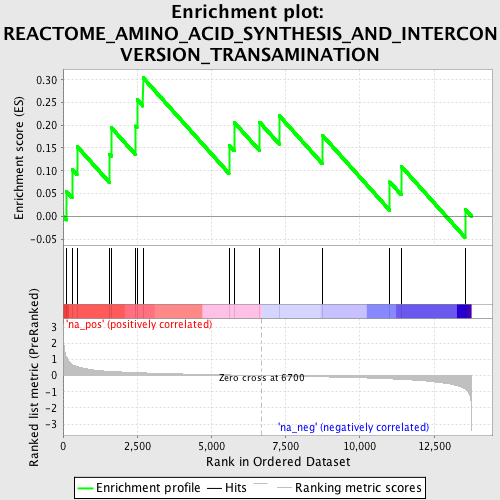 Enrichment plot:
REACTOME_AMINO_ACID_SYNTHESIS_AND_INTERCON
VERSION_TRANSAMINATION
Enrichment score (ES)
0.30
0.25
0.20
0.15
0.10
0.05
0.00
-0.05
'na_pos' (positively correlated)
Ranked list metric (PreRanked)
3
2
1
0
-1
-2
-3
Zero cross at 6700
'na_neg' (negatively correlated)
0
2,500
5,000
7,500
10,000
12,500
Rank in Ordered Dataset
Enrichment profile
Hits
Ranking metric scores